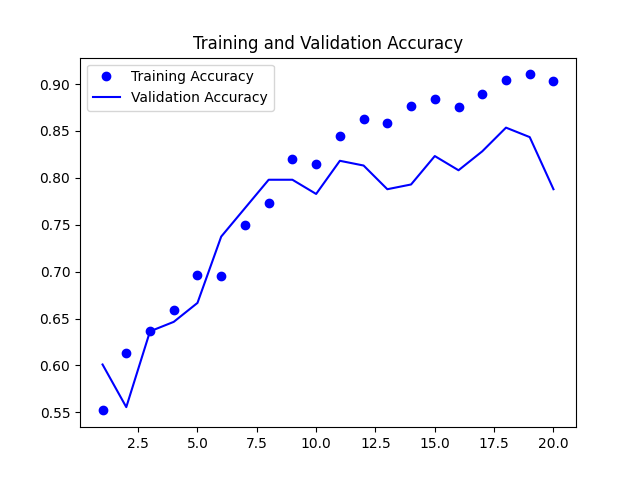 Training and Validation Accuracy
Training Accuracy
Validation Accuracy
0.90
0.85
0.80
0.75
0.70
0.65
0.60
0.55
2.5 5.0 7.5 10.0 12.5 15.0 17.5 20.0